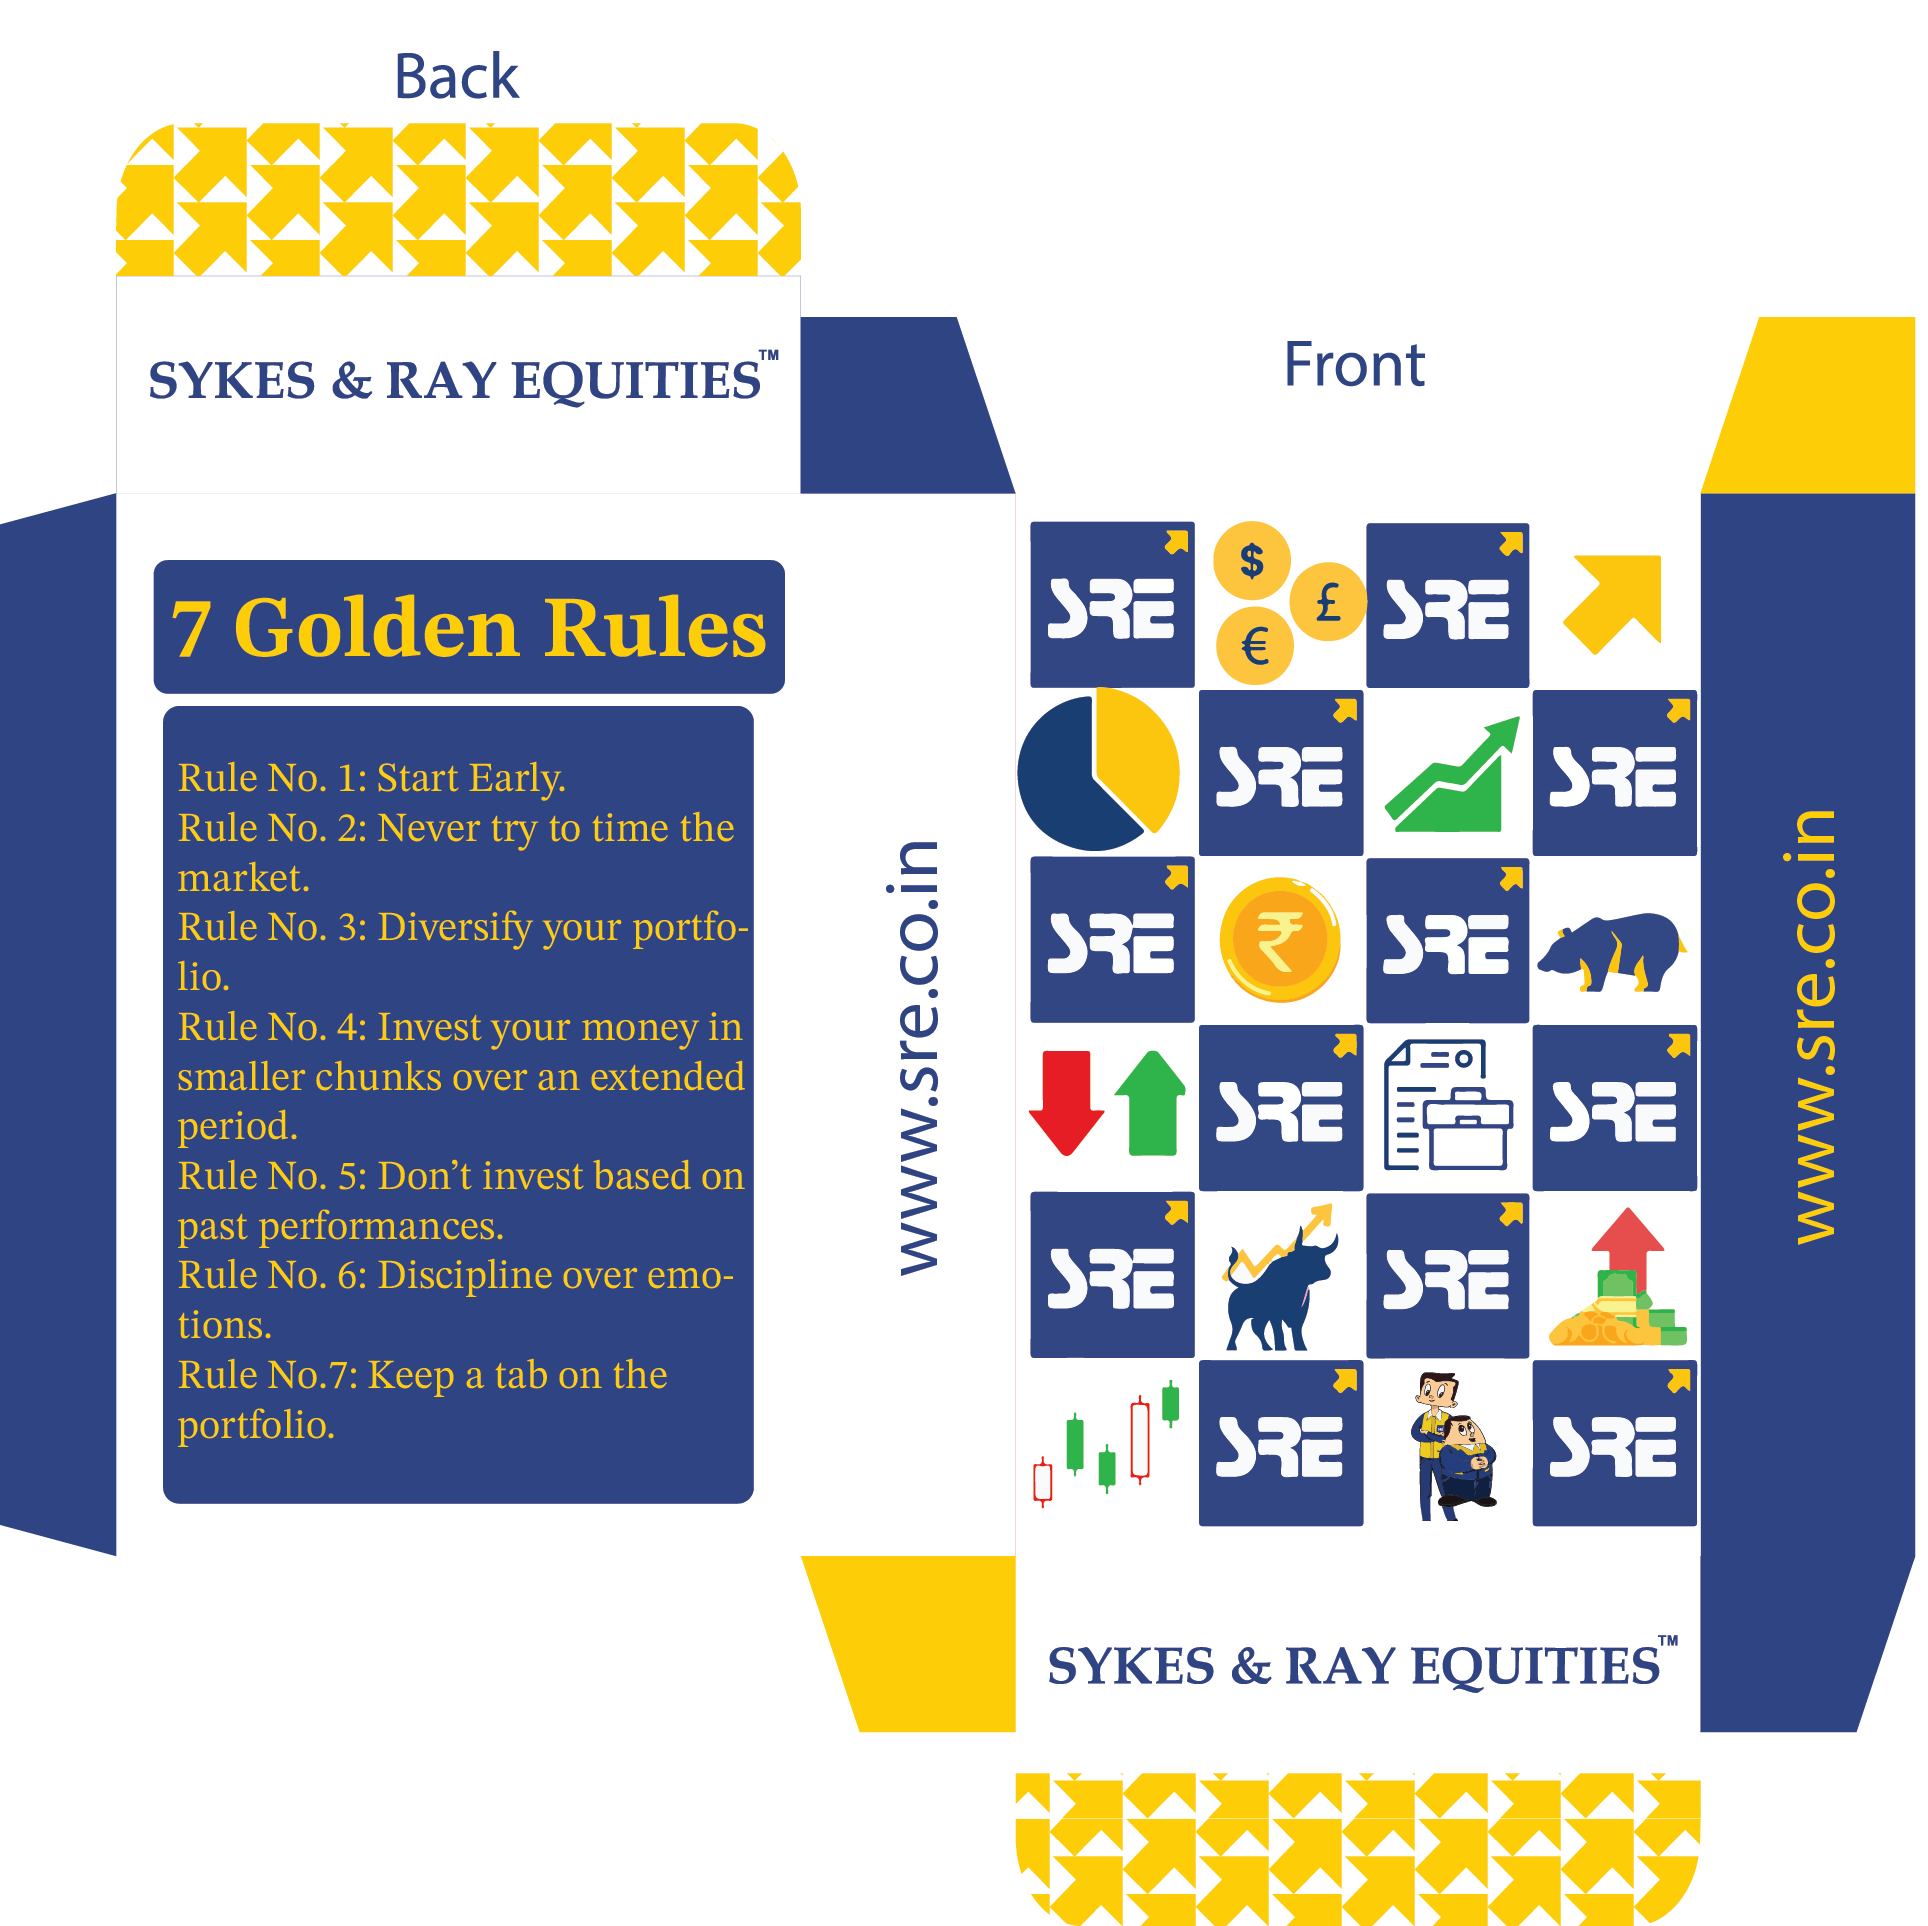 Back
SYKES & RAY EQUITIES™
7 Golden Rules
Rule No. 1: Start Early.
Rule No. 2: Never try to time the
market.
Rule No. 3: Diversify your portfo-
lio.
Rule No. 4: Invest your money in
smaller chunks over an extended
period.
Rule No. 5: Don’t invest based on
past performances.
Rule No. 6: Discipline over emo-
tions.
Rule No.7: Keep a tab on the
portfolio.
www.sre.co.in
Front
SRE $ £ € SRE
SRE SRE
SRE ₹ SRE
SRE SRE
SRE SRE
SRE SRE
www.sre.co.in
SYKES & RAY EQUITIES™